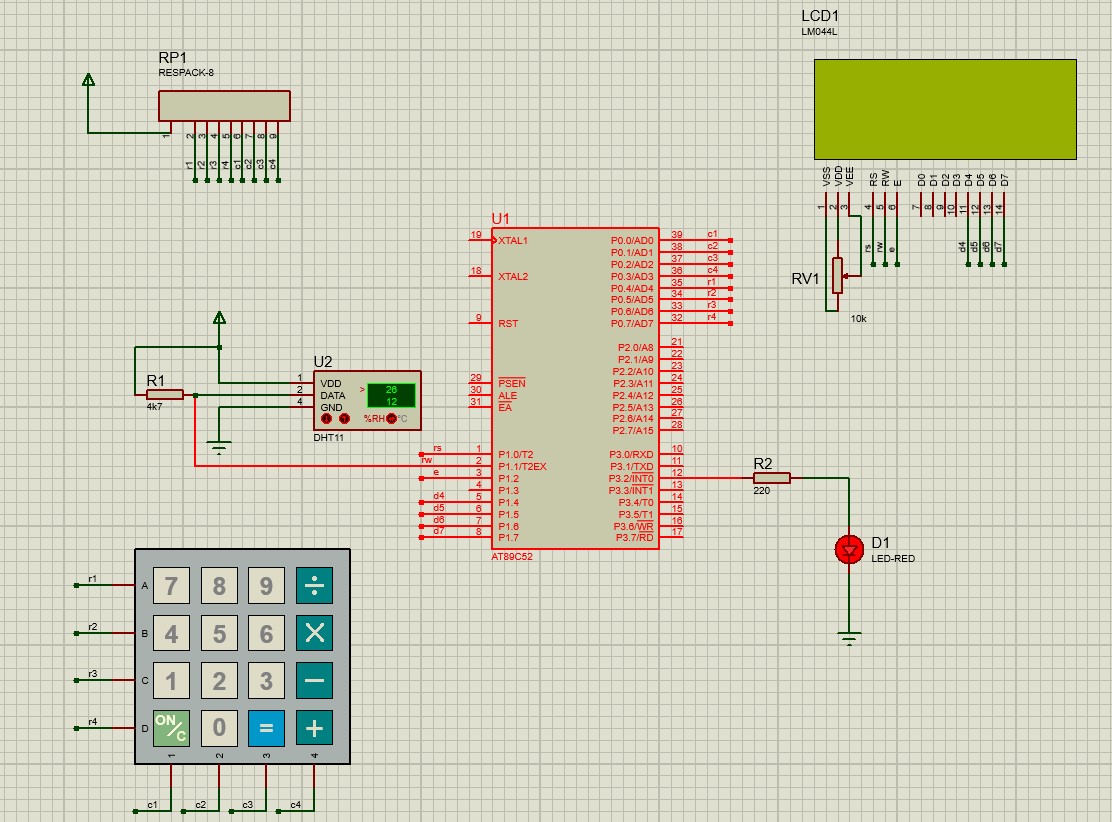 LCD1
LM044L
VSS VDD VEE RS RW E D0 D1 D2 D3 D4 D5 D6 D7
1 2 3 4 5 6 7 8 9 10 11 12 13 14
rs rw e d4 d5 d6 d7
RV1
10k
RP1
RESPACK-8
1 2 3 4 5 6 7 8 9
r1 r2 r3 r4 c1 c2 c3 c4
U1
19 XTAL1 P0.0/AD0 39 c1
P0.1/AD1 38 c2
P0.2/AD2 37 c3
18 XTAL2 P0.3/AD3 36 c4
P0.4/AD4 35 r1
P0.5/AD5 34 r2
P0.6/AD6 33 r3
9 RST P0.7/AD7 32 r4
P2.0/A8 21
P2.1/A9 22
P2.2/A10 23
29 PSEN P2.3/A11 24
30 ALE P2.4/A12 25
31 EA P2.5/A13 26
P2.6/A14 27
P2.7/A15 28
rs 1 P1.0/T2 P3.0/RXD 10
rw 2 P1.1/T2EX P3.1/TXD 11
e 3 P1.2 P3.2/INT0 12
4 P1.3 P3.3/INT1 13
d4 5 P1.4 P3.4/T0 14
d5 6 P1.5 P3.5/T1 15
d6 7 P1.6 P3.6/WR 16
d7 8 P1.7 P3.7/RD 17
AT89C52
R1
4k7
U2
1 VDD
2 DATA
4 GND
> 26
12
%RH °C
DHT11
R2
220
D1
LED-RED
r1 A 7 8 9 ÷
r2 B 4 5 6 ×
r3 C 1 2 3 −
r4 D ON/C 0 = +
1 2 3 4
c1 c2 c3 c4